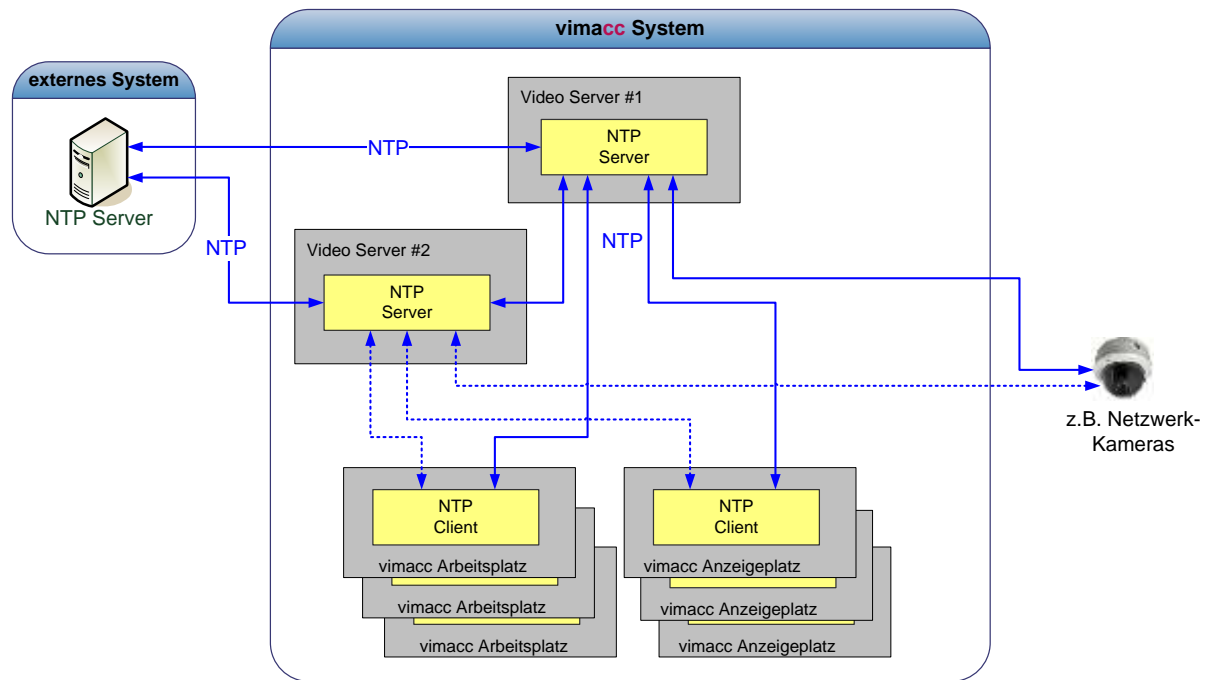 vimacc System
externes System
NTP Server
NTP
NTP
Video Server #1
NTP
Server
NTP
Video Server #2
NTP
Server
z.B. Netzwerk-
Kameras
NTP
Client
vimacc Arbeitsplatz
vimacc Arbeitsplatz
vimacc Arbeitsplatz
NTP
Client
vimacc Anzeigeplatz
vimacc Anzeigeplatz
vimacc Anzeigeplatz